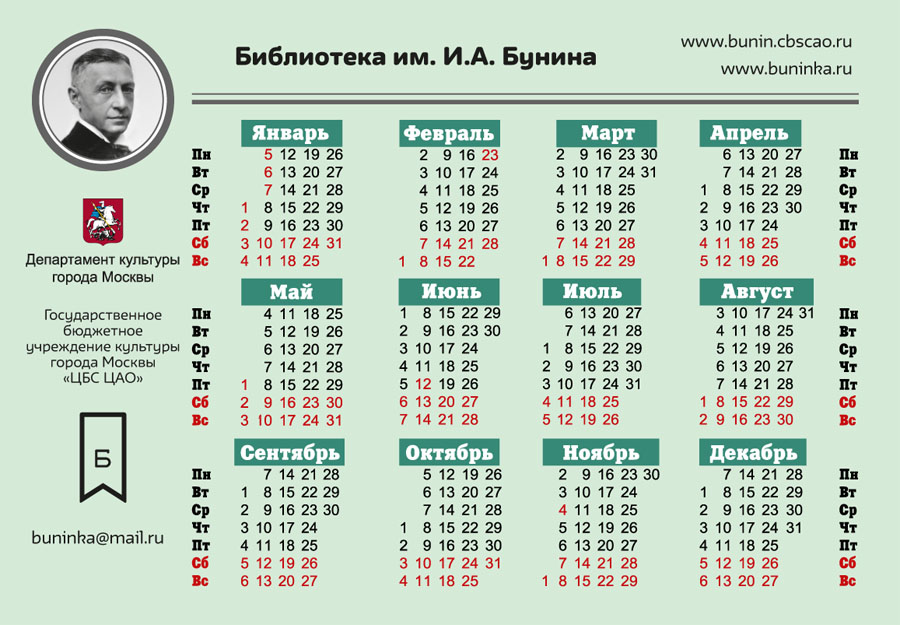 Библиотека им. И.А. Бунина
www.bunin.cbscao.ru
www.buninka.ru
Департамент культуры
города Москвы
Государственное
бюджетное
учреждение культуры
города Москвы
«ЦБС ЦАО»
Б
buninka@mail.ru
Январь Февраль Март Апрель
Пн 5 12 19 26 2 9 16 23 2 9 16 23 30 6 13 20 27 Пн
Вт 6 13 20 27 3 10 17 24 3 10 17 24 31 7 14 21 28 Вт
Ср 7 14 21 28 4 11 18 25 4 11 18 25 1 8 15 22 29 Ср
Чт 1 8 15 22 29 5 12 19 26 5 12 19 26 2 9 16 23 30 Чт
Пт 2 9 16 23 30 6 13 20 27 6 13 20 27 3 10 17 24 Пт
Сб 3 10 17 24 31 7 14 21 28 7 14 21 28 4 11 18 25 Сб
Вс 4 11 18 25 1 8 15 22 1 8 15 22 29 5 12 19 26 Вс
Май Июнь Июль Август
Пн 4 11 18 25 1 8 15 22 29 6 13 20 27 3 10 17 24 31 Пн
Вт 5 12 19 26 2 9 16 23 30 7 14 21 28 4 11 18 25 Вт
Ср 6 13 20 27 3 10 17 24 1 8 15 22 29 5 12 19 26 Ср
Чт 7 14 21 28 4 11 18 25 2 9 16 23 30 6 13 20 27 Чт
Пт 1 8 15 22 29 5 12 19 26 3 10 17 24 31 7 14 21 28 Пт
Сб 2 9 16 23 30 6 13 20 27 4 11 18 25 1 8 15 22 29 Сб
Вс 3 10 17 24 31 7 14 21 28 5 12 19 26 2 9 16 23 30 Вс
Сентябрь Октябрь Ноябрь Декабрь
Пн 7 14 21 28 5 12 19 26 2 9 16 23 30 7 14 21 28 Пн
Вт 1 8 15 22 29 6 13 20 27 3 10 17 24 1 8 15 22 29 Вт
Ср 2 9 16 23 30 7 14 21 28 4 11 18 25 2 9 16 23 30 Ср
Чт 3 10 17 24 1 8 15 22 29 5 12 19 26 3 10 17 24 31 Чт
Пт 4 11 18 25 2 9 16 23 30 6 13 20 27 4 11 18 25 Пт
Сб 5 12 19 26 3 10 17 24 31 7 14 21 28 5 12 19 26 Сб
Вс 6 13 20 27 4 11 18 25 1 8 15 22 29 6 13 20 27 Вс